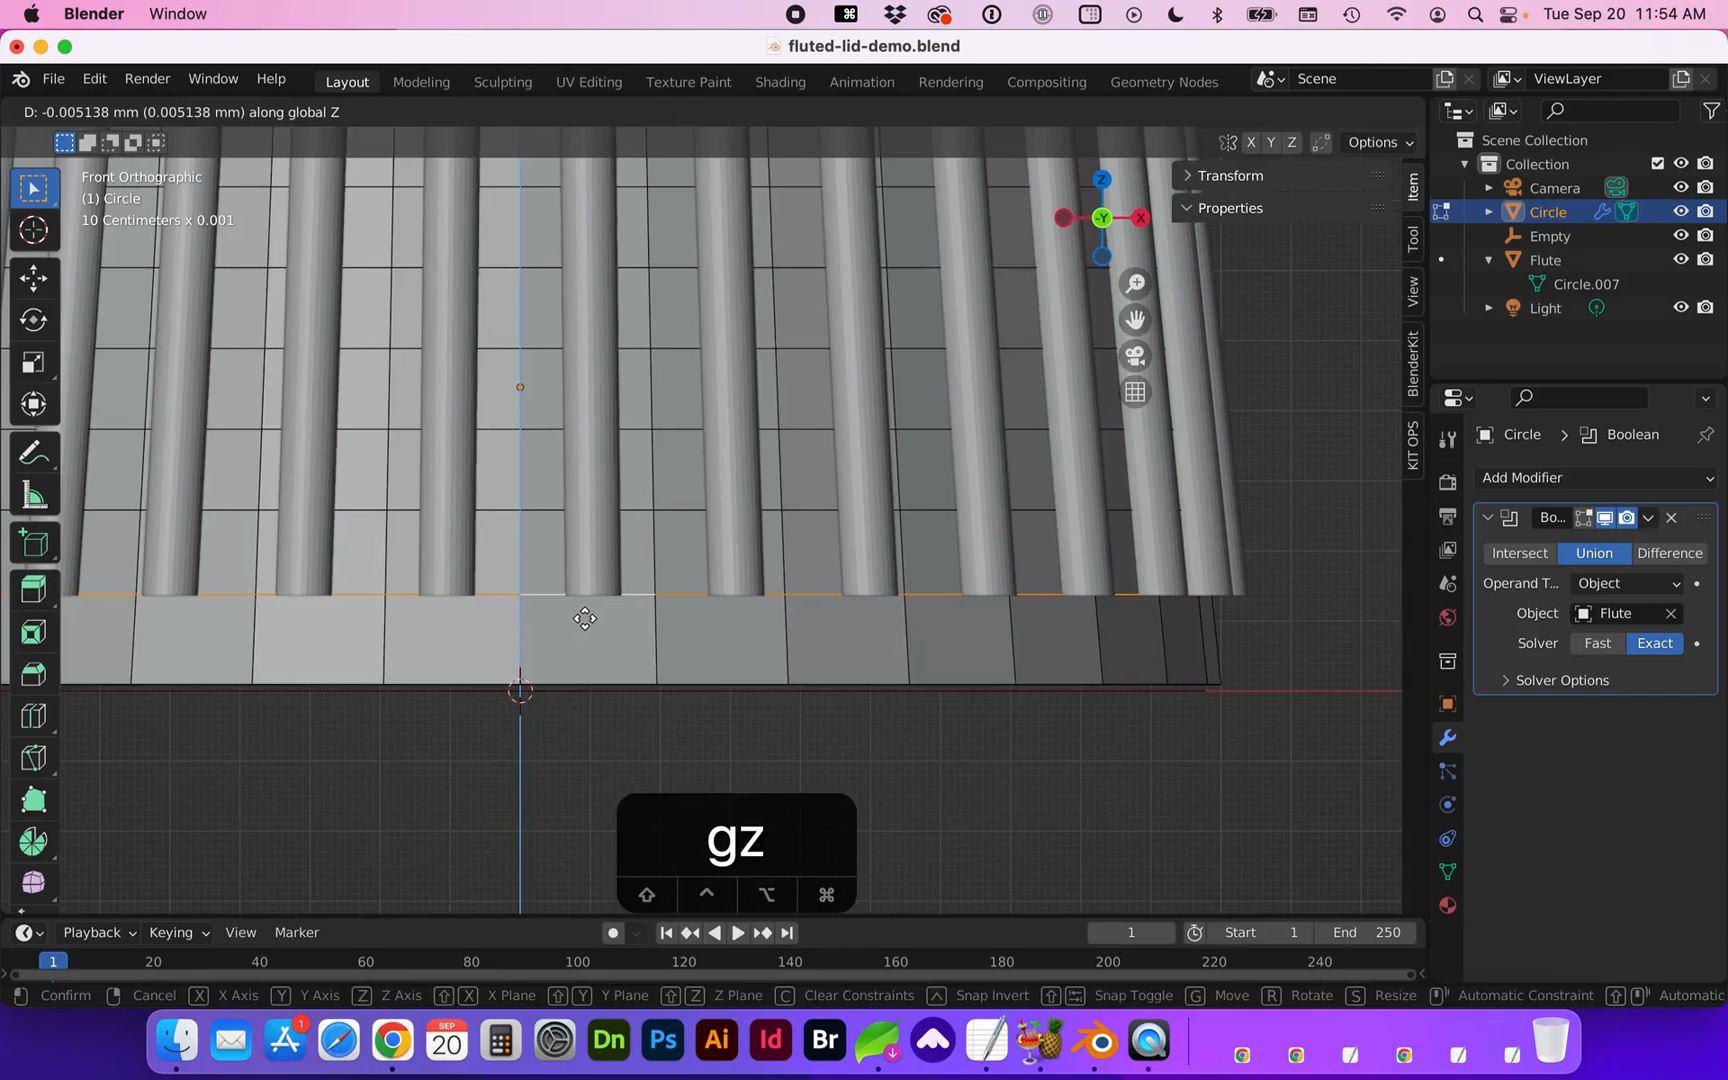 Blender Window Tue Sep 20 11:54 AM
fluted-lid-demo.blend
File Edit Render Window Help Layout Modeling Sculpting UV Editing Texture Paint Shading Animation Rendering Compositing Geometry Nodes Scene ViewLayer
D: -0.005138 mm (0.005138 mm) along global Z
X Y Z Options
Front Orthographic
(1) Circle
10 Centimeters x 0.001
Z
-Y X
Transform
Properties
Item
Tool
View
BlenderKit
KIT OPS
Scene Collection
Collection
Camera
Circle
Empty
Flute
Circle.007
Light
Circle > Boolean
Add Modifier
Bo...
Intersect Union Difference
Operand T... Object
Object Flute
Solver Fast Exact
Solver Options
gz
Playback Keying View Marker 1 Start 1 End 250
1 20 40 60 80 100 120 140 160 180 200 220 240
Confirm Cancel X X Axis Y Y Axis Z Z Axis X X Plane Y Y Plane Z Z Plane C Clear Constraints Snap Invert Snap Toggle G Move R Rotate S Resize Automatic Constraint Automatic
1
SEP
20
Dn Ps Ai Id Br